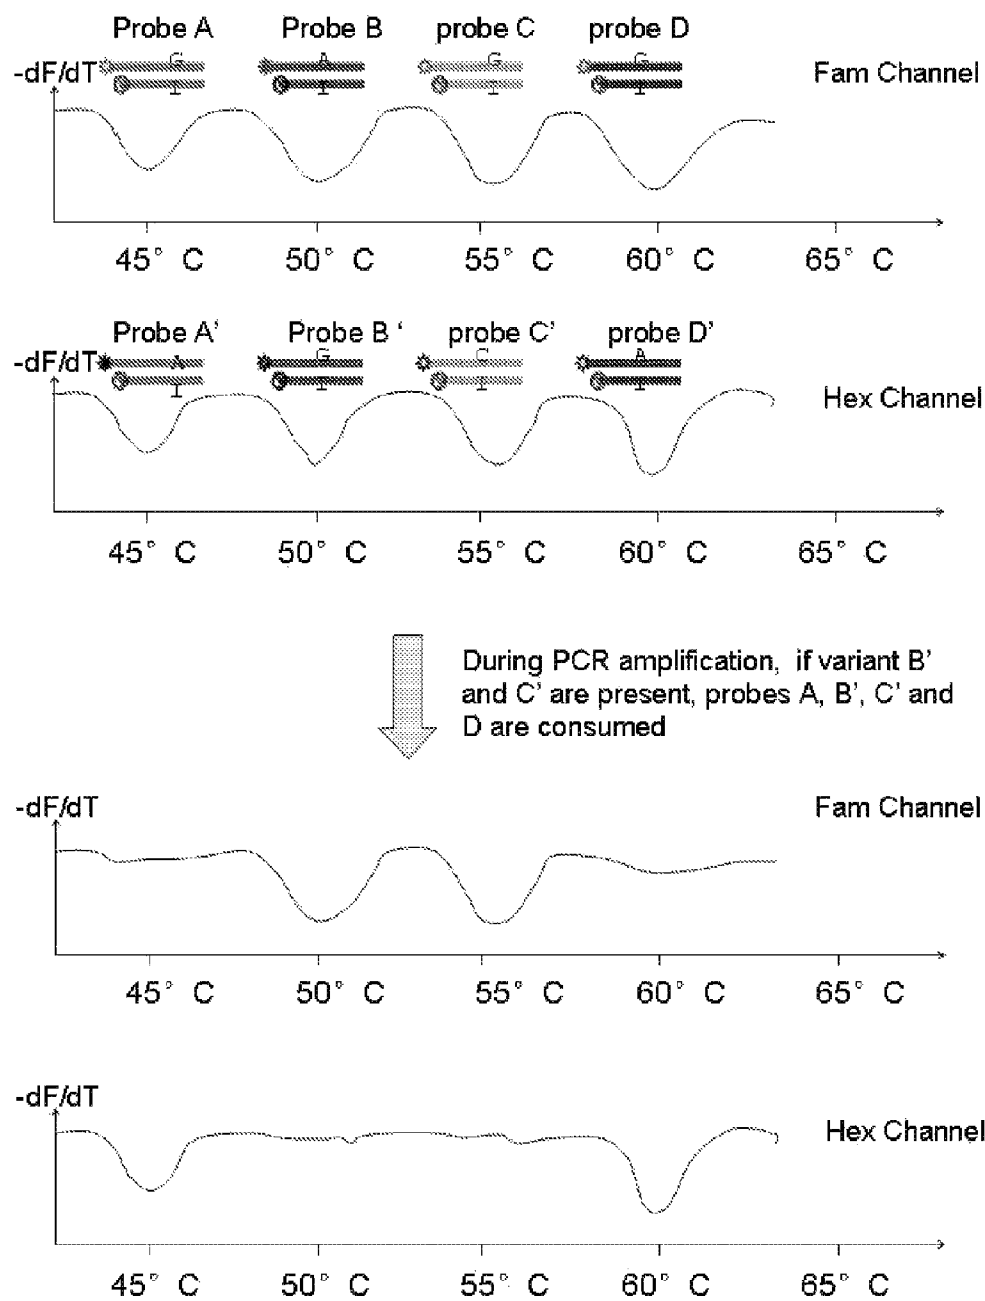 Probe A Probe B probe C probe D
G A G G
-dF/dT Fam Channel
I I I I
45° C 50° C 55° C 60° C 65° C
Probe A' Probe B ' probe C' probe D'
-dF/dT A G C A
I I I I
Hex Channel
45° C 50° C 55° C 60° C 65° C
During PCR amplification, if variant B'
and C' are present, probes A, B', C' and
D are consumed
-dF/dT Fam Channel
45° C 50° C 55° C 60° C 65° C
-dF/dT
Hex Channel
45° C 50° C 55° C 60° C 65° C